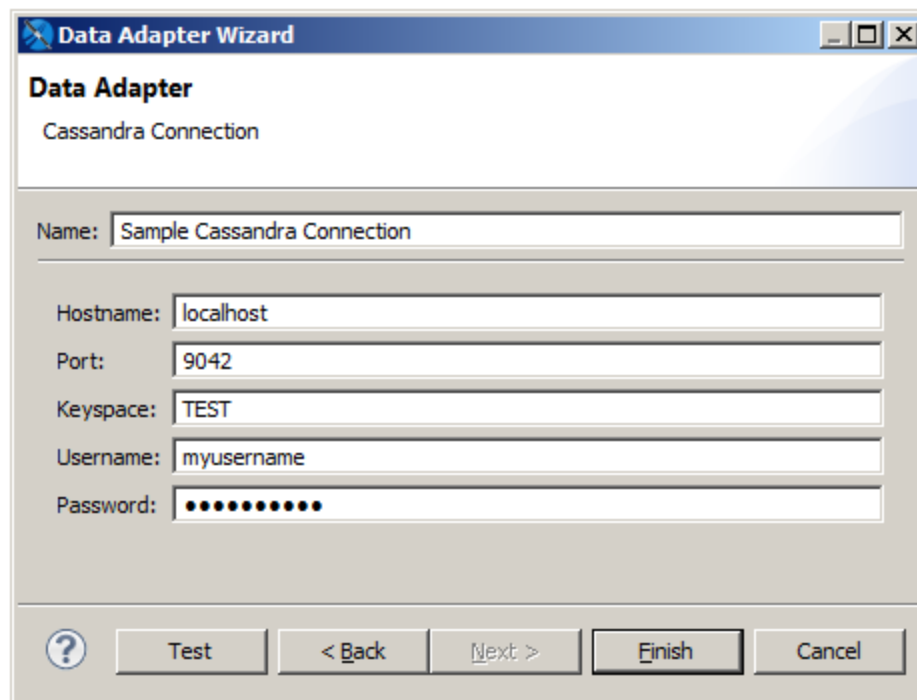 Data Adapter Wizard
Data Adapter
Cassandra Connection
Name: Sample Cassandra Connection
Hostname: localhost
Port: 9042
Keyspace: TEST
Username: myusername
Password: ●●●●●●●●●●
? Test < Back Next > Finish Cancel